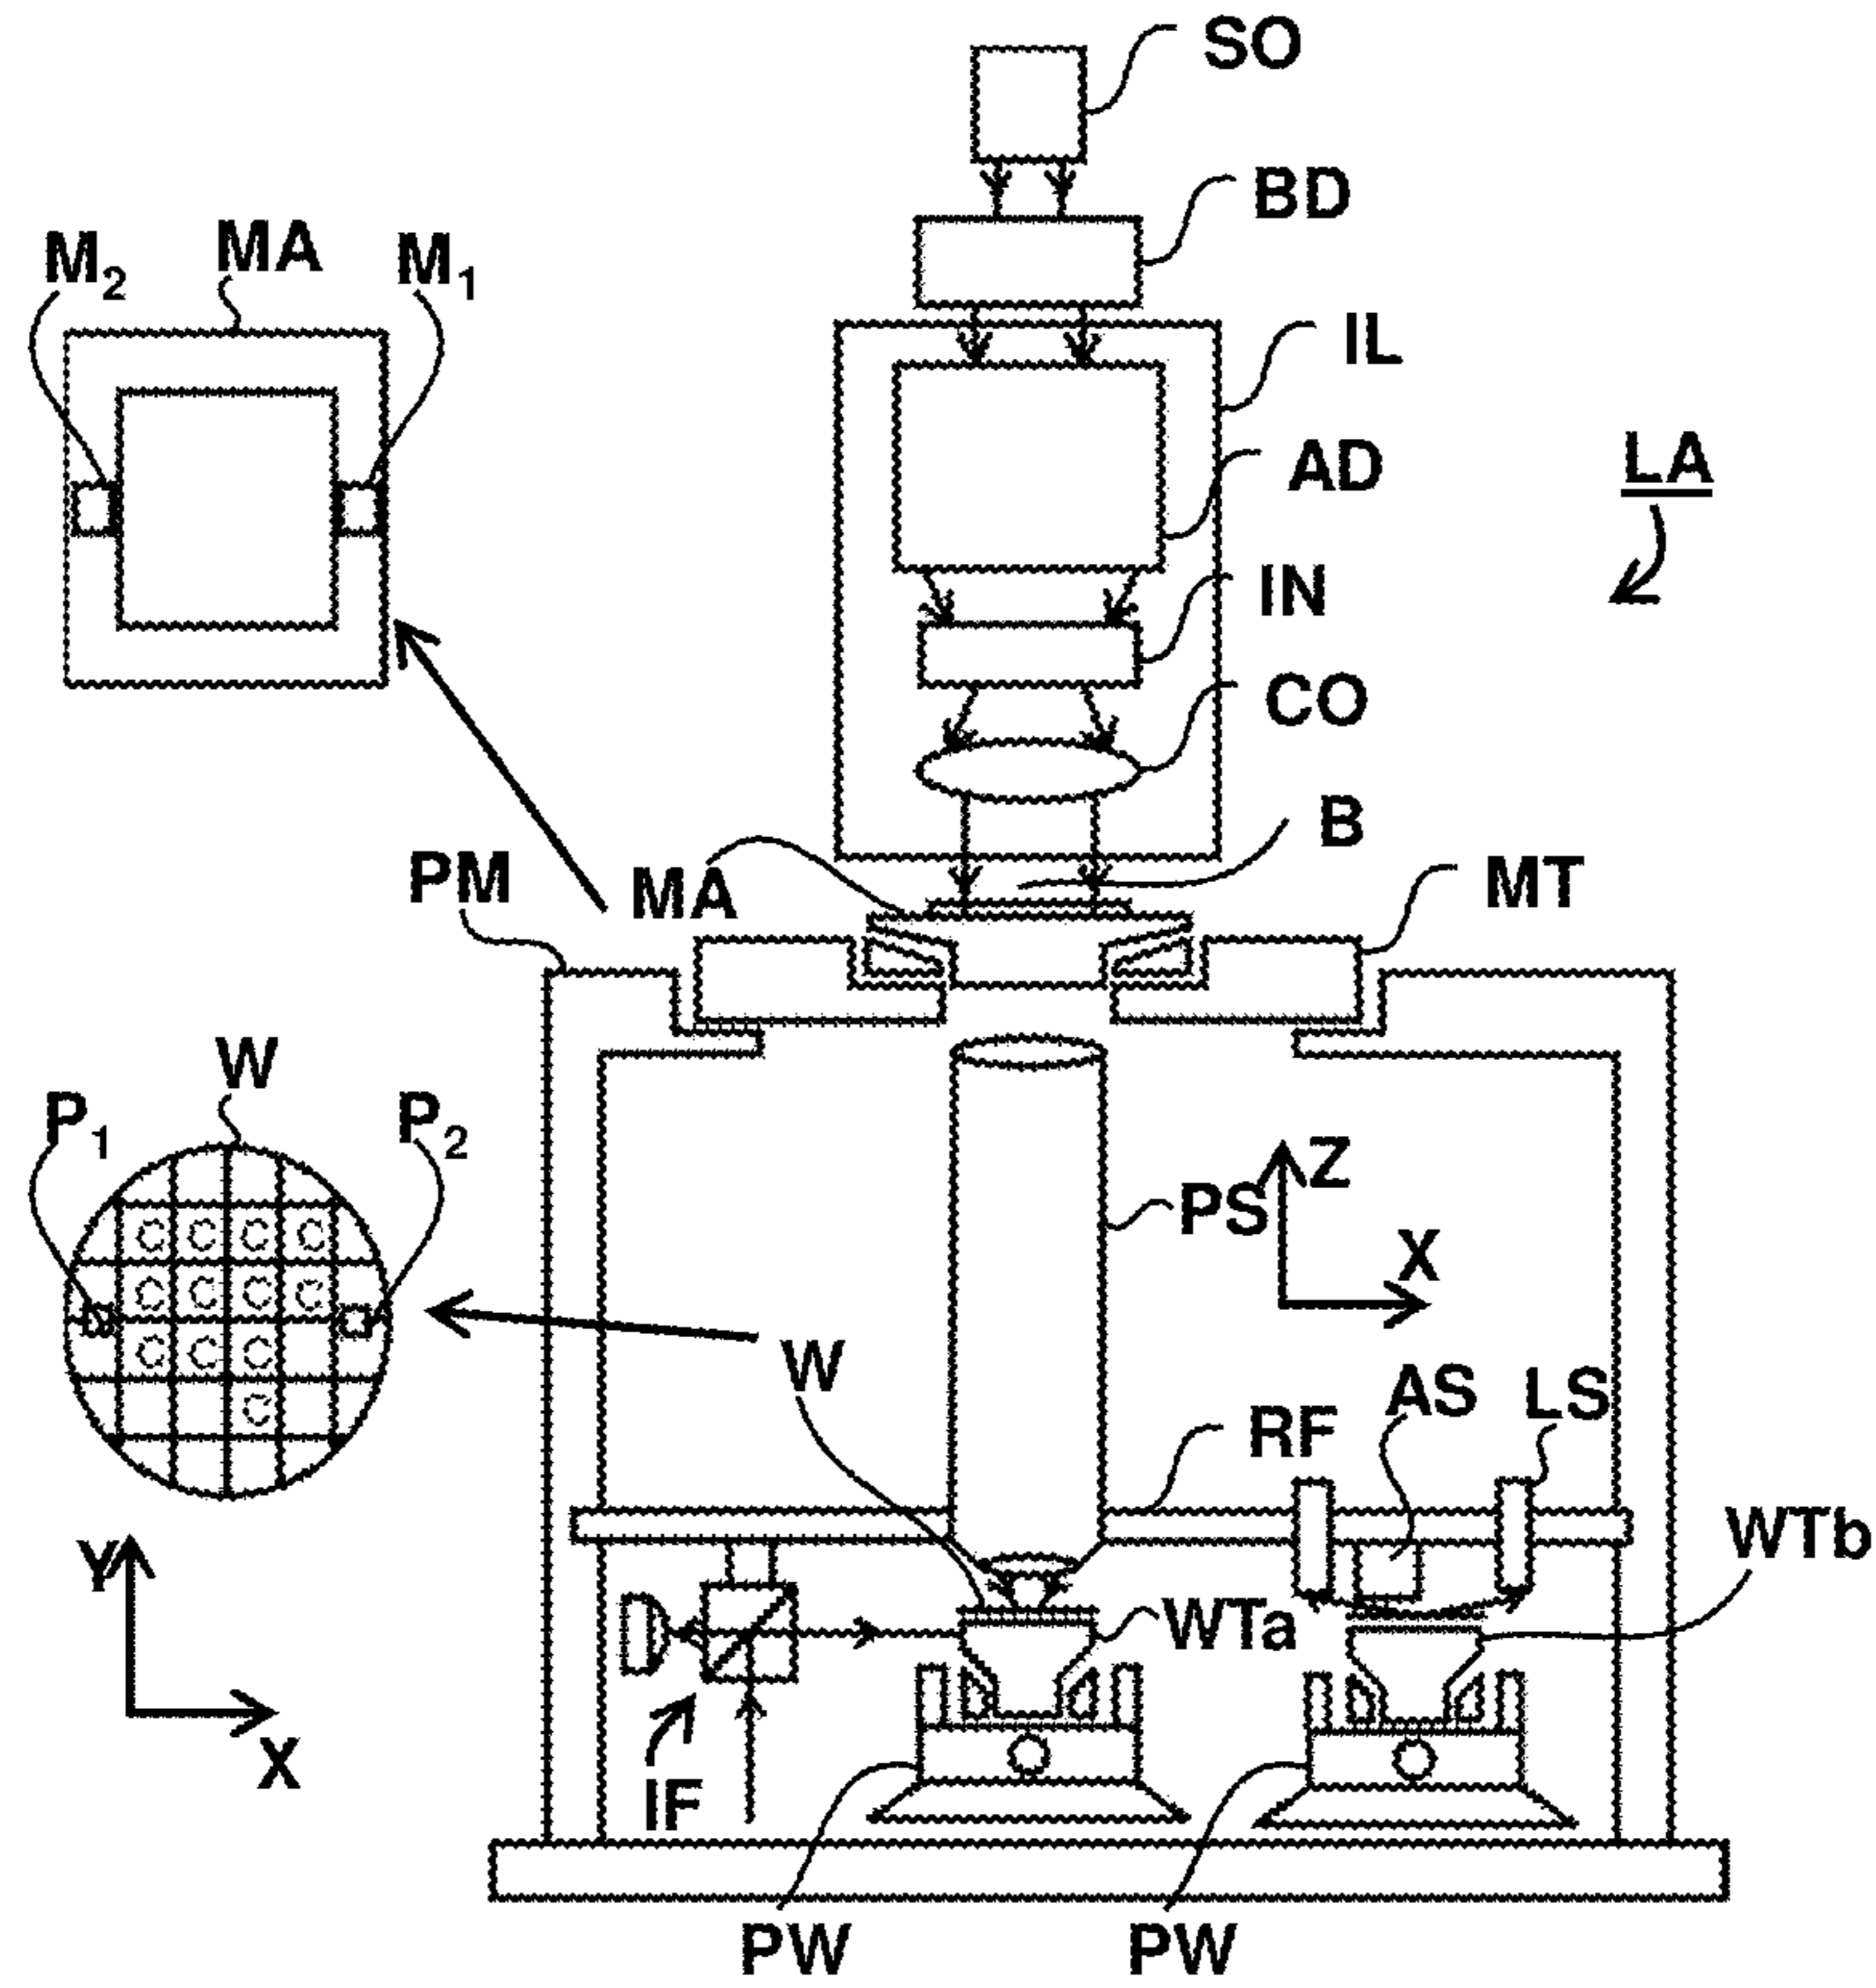 SO
BD
M2 MA M1
IL
AD
LA
IN
CO
B
PM MA MT
W
P1 P2
C C C C
Z
PS
X
C C C C
C C C
W AS LS
C
RF
WTb
Y
WTa
X
IF
PW PW